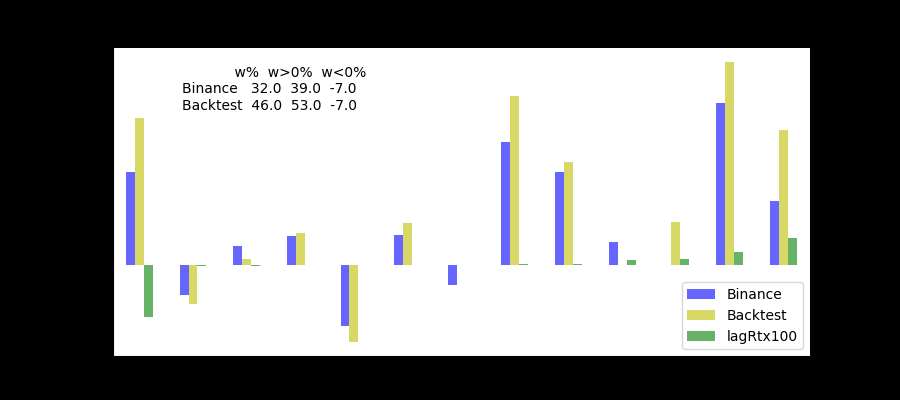 w% w>0% w<0%
Binance 32.0 39.0 -7.0
Backtest 46.0 53.0 -7.0
Binance
Backtest
lagRtx100